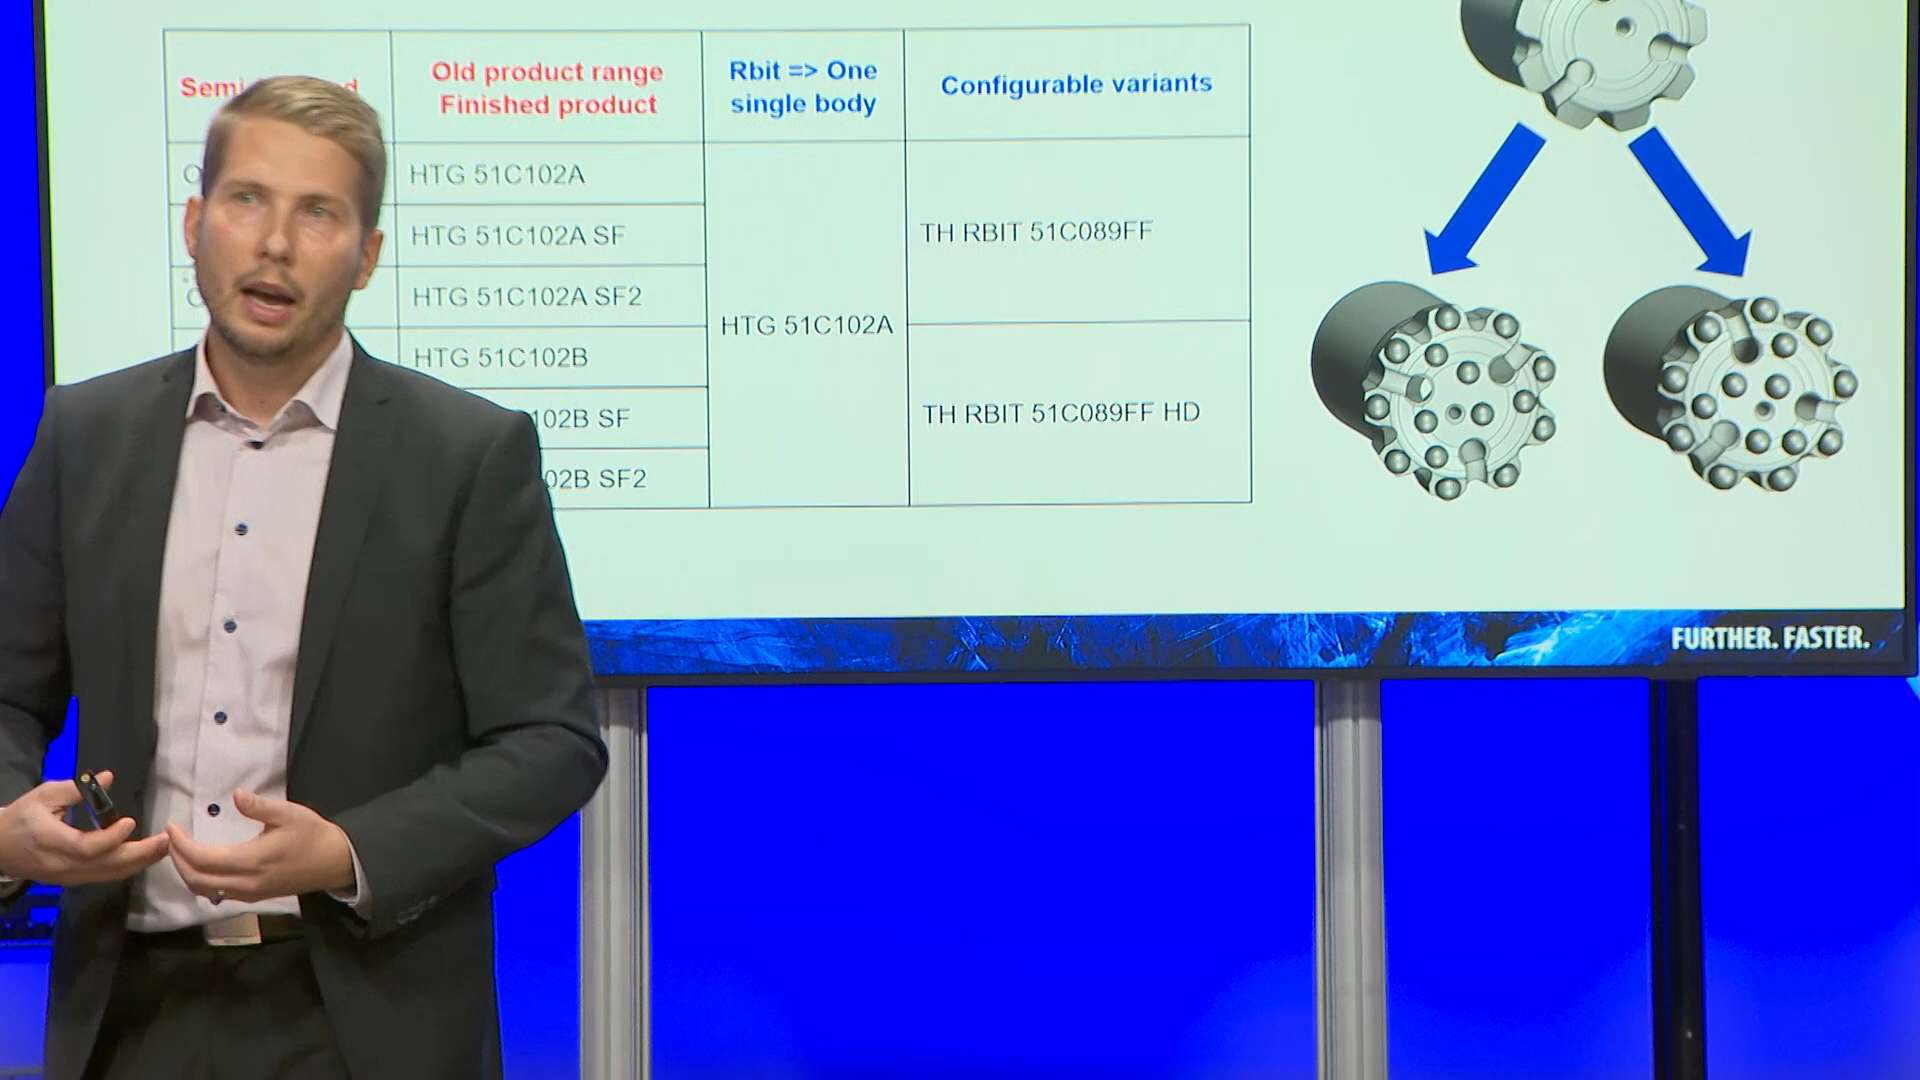 Old product range
Finished product
Rbit => One
single body
Configurable variants
HTG 51C102A
HTG 51C102A SF
HTG 51C102A SF2
HTG 51C102B
102B SF
02B SF2
HTG 51C102A
TH RBIT 51C089FF
TH RBIT 51C089FF HD
FURTHER. FASTER.